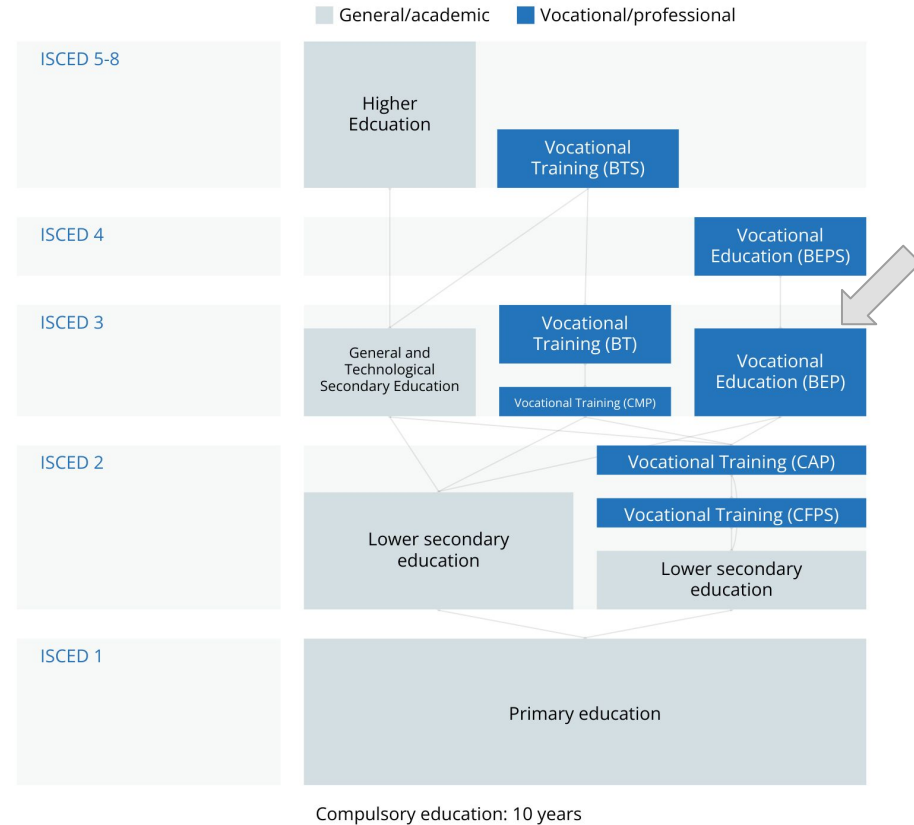 General/academic
Vocational/professional
ISCED 5-8
Higher
Edcuation
Vocational
Training (BTS)
ISCED 4
Vocational
Education (BEPS)
ISCED 3
General and
Technological
Secondary Education
Vocational
Training (BT)
Vocational Training (CMP)
Vocational
Education (BEP)
ISCED 2
Lower secondary
education
Vocational Training (CAP)
Vocational Training (CFPS)
Lower secondary
education
ISCED 1
Primary education
Compulsory education: 10 years